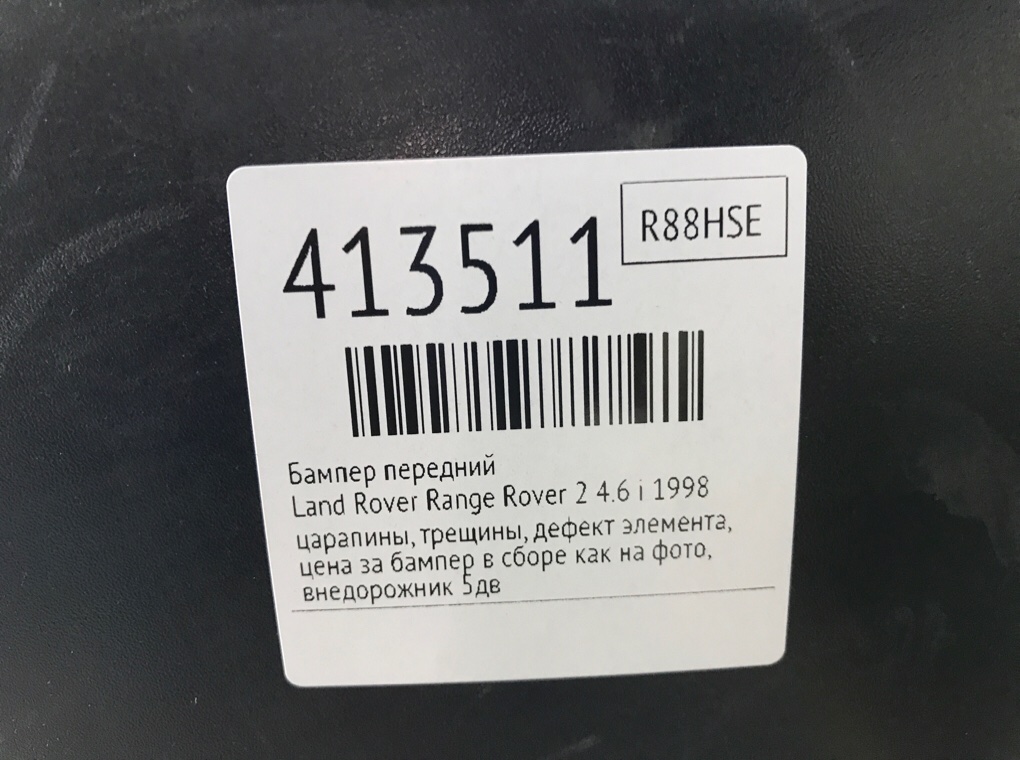 413511
R88HSE
Бампер передний
Land Rover Range Rover 2 4.6 i 1998
царапины, трещины, дефект элемента,
цена за бампер в сборе как на фото,
внедорожник 5дв